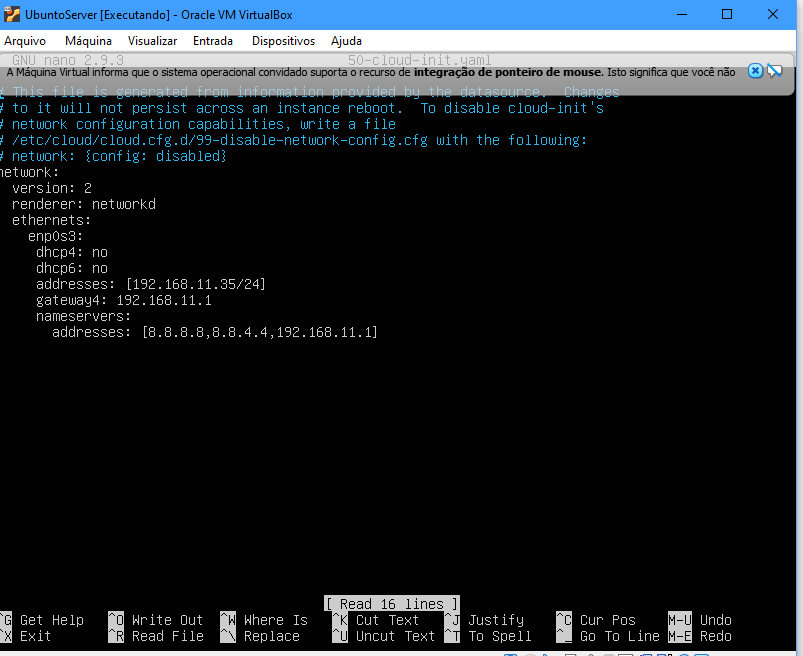 UbuntoServer [Executando] - Oracle VM VirtualBox
Arquivo Máquina Visualizar Entrada Dispositivos Ajuda
GNU nano 2.9.3 50-cloud-init.yaml
A Máquina Virtual informa que o sistema operacional convidado suporta o recurso de integração de ponteiro de mouse. Isto significa que você não
# This file is generated from information provided by the datasource. Changes
# to it will not persist across an instance reboot. To disable cloud-init's
# network configuration capabilities, write a file
# /etc/cloud/cloud.cfg.d/99-disable-network-config.cfg with the following:
# network: {config: disabled}
network:
  version: 2
  renderer: networkd
  ethernets:
    enp0s3:
     dhcp4: no
     dhcp6: no
     addresses: [192.168.11.35/24]
     gateway4: 192.168.11.1
     nameservers:
       addresses: [8.8.8.8,8.8.4.4,192.168.11.1]
[ Read 16 lines ]
^G Get Help ^O Write Out ^W Where Is ^K Cut Text ^J Justify ^C Cur Pos M-U Undo
^X Exit ^R Read File ^\ Replace ^U Uncut Text ^T To Spell ^_ Go To Line M-E Redo